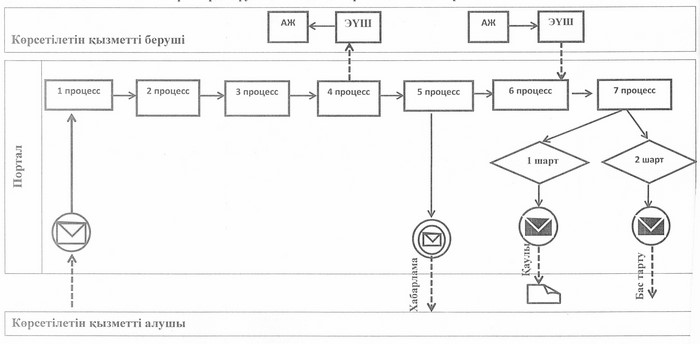 АЖ
ЭҮШ
АЖ
ЭҮШ
Көрсетілетін қызметті беруші
1 процесс
2 процесс
3 процесс
4 процесс
5 процесс
6 процесс
7 процесс
1 шарт
2 шарт
Портал
Хабарлама
Қаулы
Бас тарту
Көрсетілетін қызметті алушы